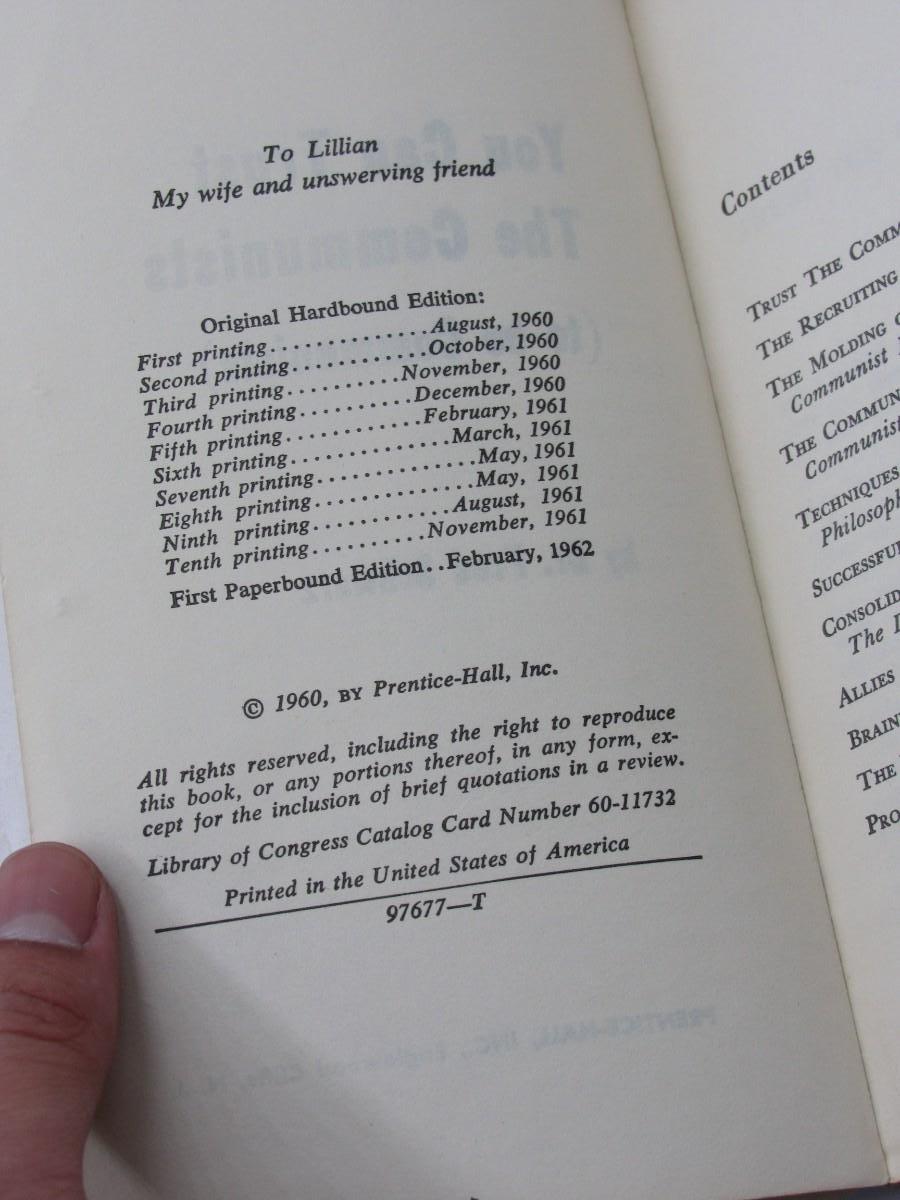 To Lillian
My wife and unswerving friend
Original Hardbound Edition:
First printing..............August, 1960
Second printing............October, 1960
Third printing..........November, 1960
Fourth printing..........December, 1960
Fifth printing............February, 1961
Sixth printing..............March, 1961
Seventh printing..............May, 1961
Eighth printing..............May, 1961
Ninth printing............August, 1961
Tenth printing..........November, 1961
First Paperbound Edition..February, 1962
© 1960, BY Prentice-Hall, Inc.
All rights reserved, including the right to reproduce
this book, or any portions thereof, in any form, ex-
cept for the inclusion of brief quotations in a review.
Library of Congress Catalog Card Number 60-11732
Printed in the United States of America
97677—T
Contents
TRUST THE COMM
THE RECRUITING
THE MOLDING
Communist
THE COMMUN
Communist
TECHNIQUES
Philosoph
SUCCESSFU
CONSOLID
The
ALLIES
BRAIN
THE
PRO